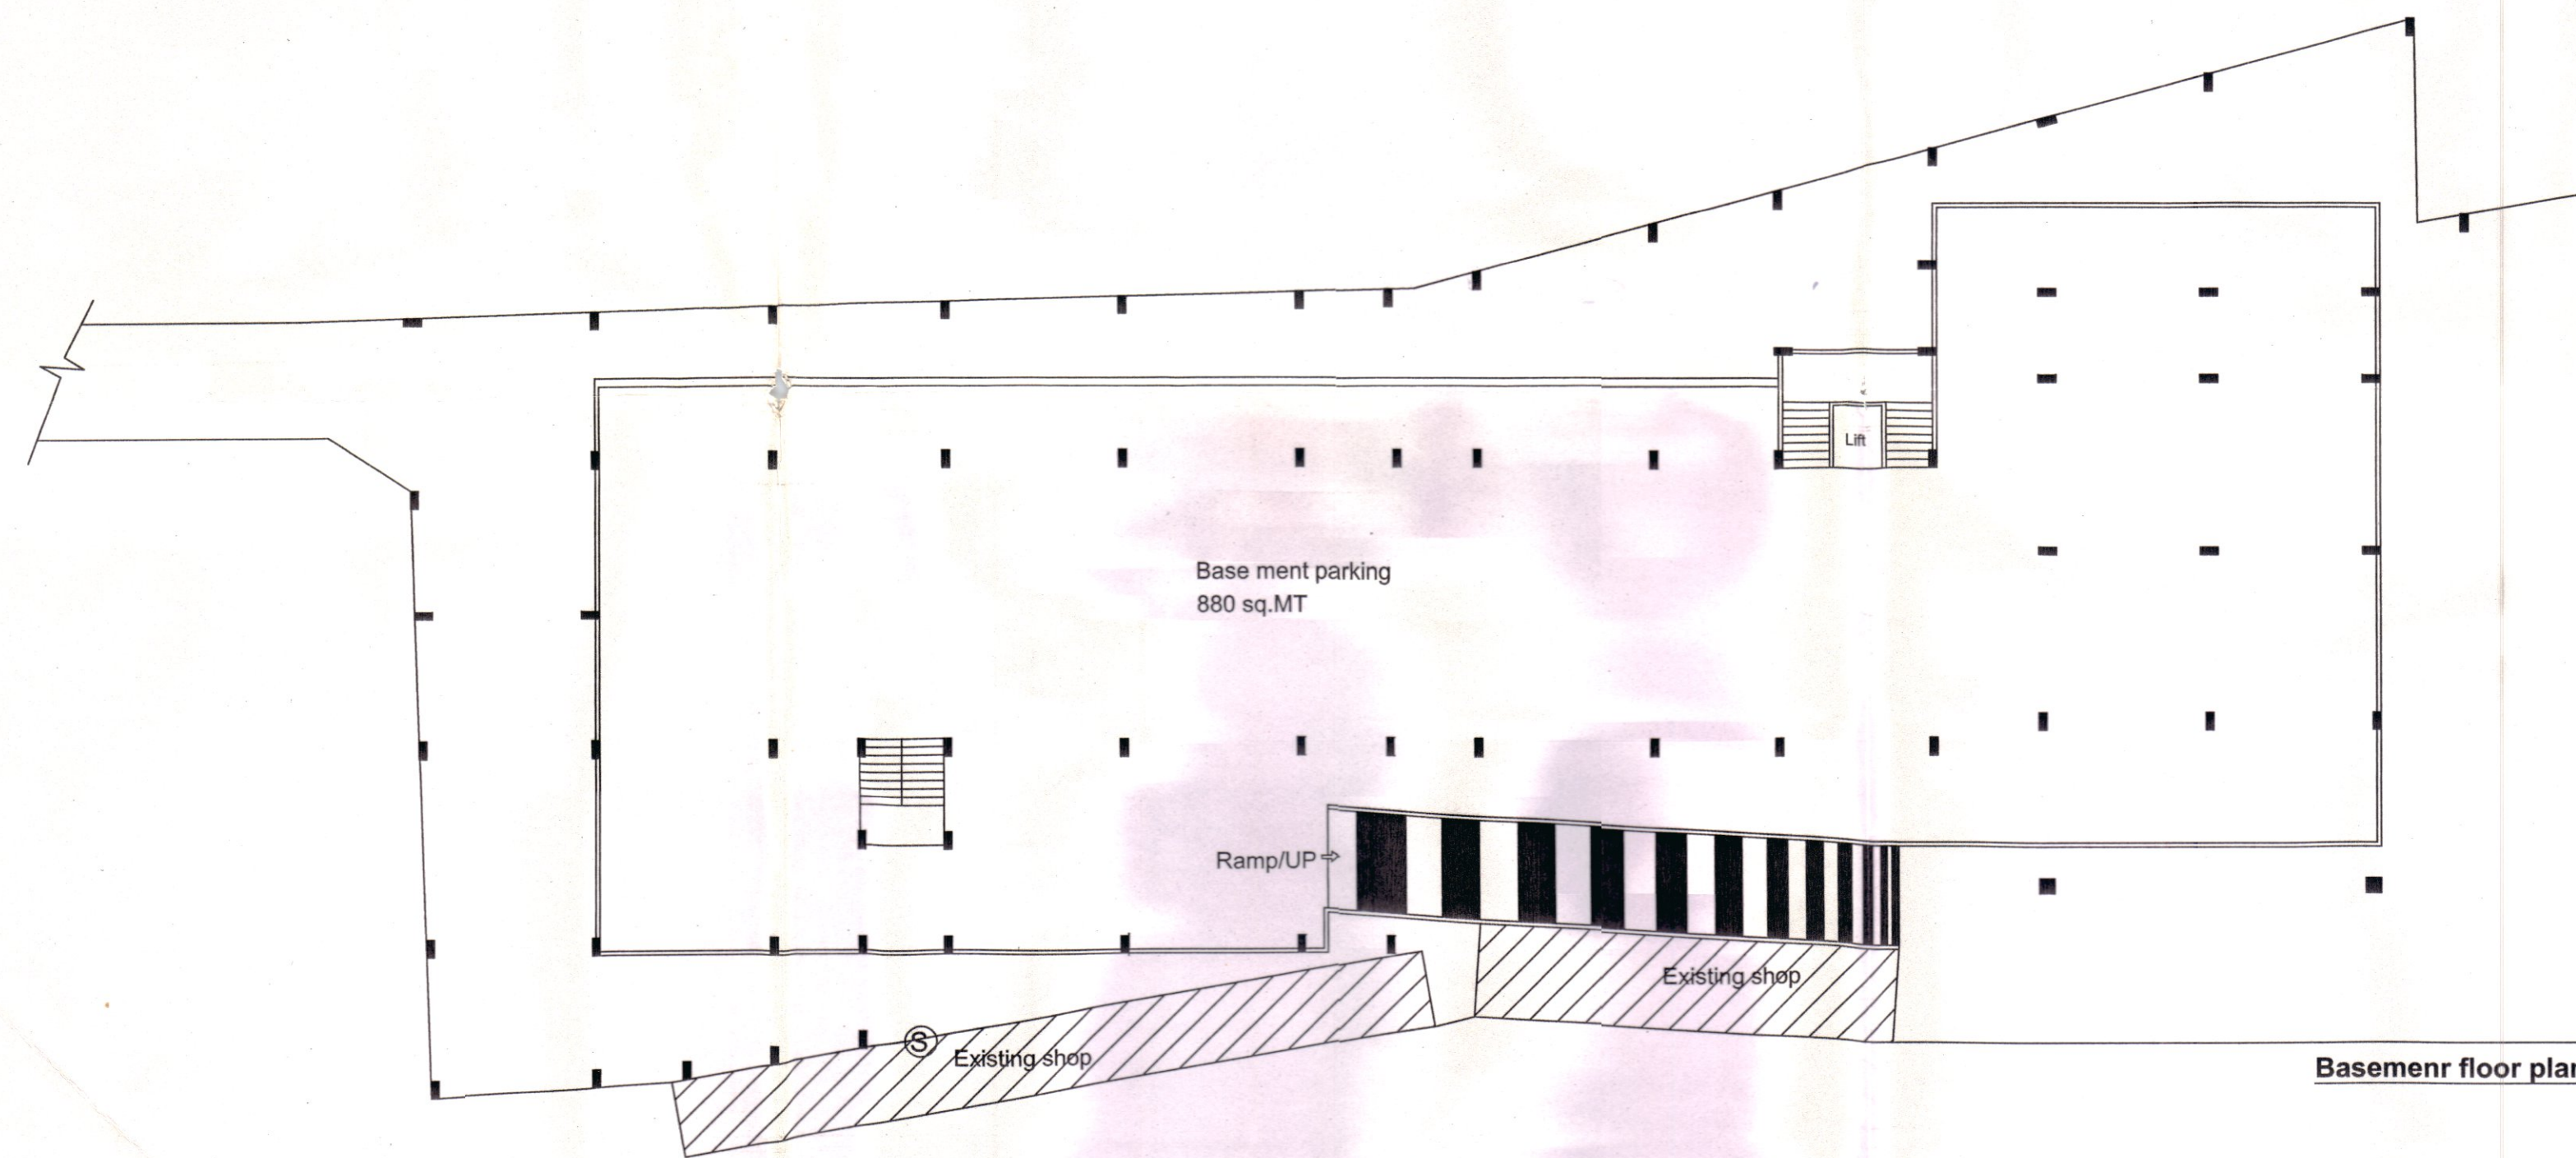 Lift
Base ment parking
880 sq.MT
Ramp/UP
Existing shop
S
Existing shop
Basemenr floor plan